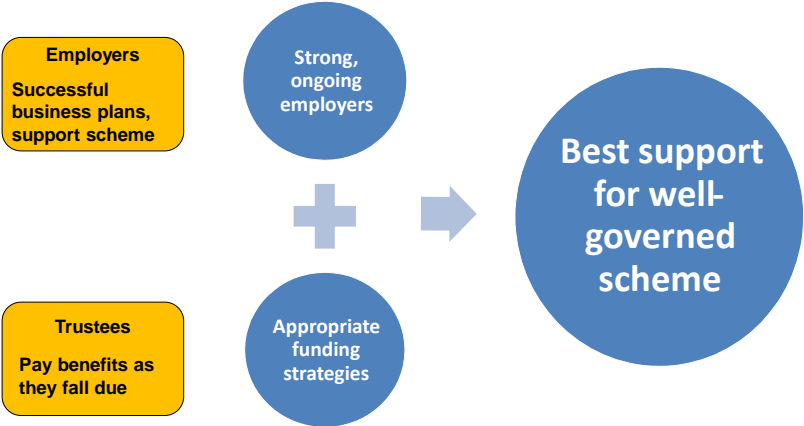 Employers
Successful
business plans,
support scheme
Strong,
ongoing
employers
Trustees
Pay benefits as
they fall due
Appropriate
funding
strategies
Best support
for well-
governed
scheme